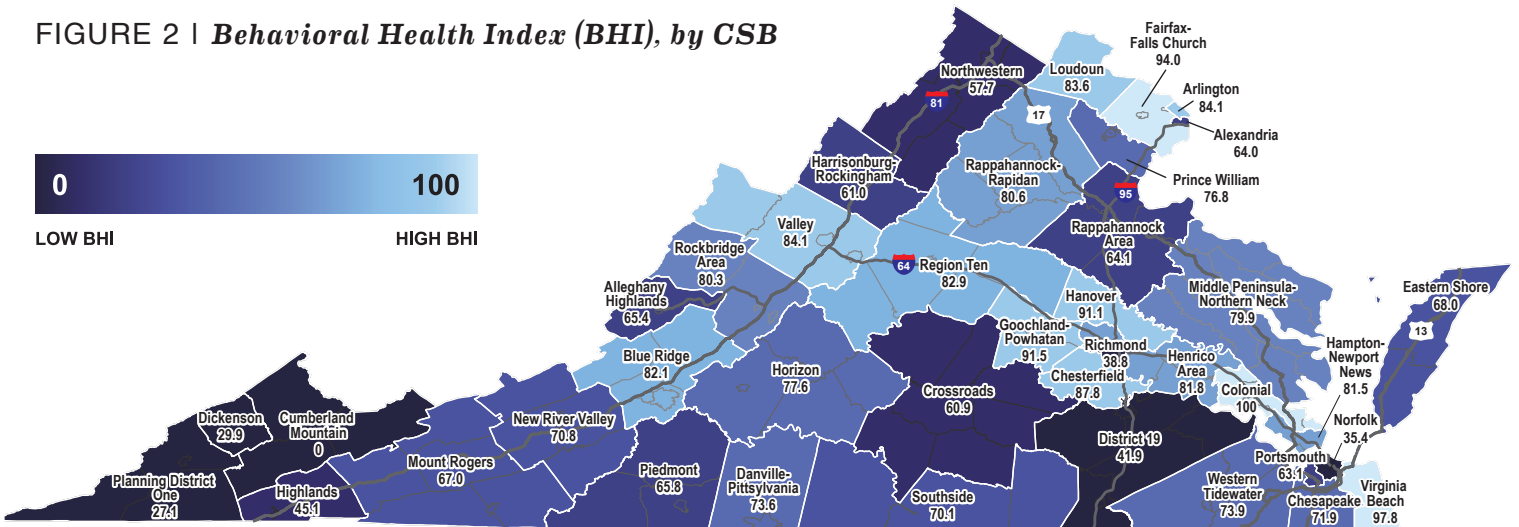 FIGURE 2 | Behavioral Health Index (BHI), by CSB
0
100
LOW BHI
HIGH BHI
Fairfax-
Falls Church
94.0
Northwestern
57.7
Loudoun
83.6
Arlington
84.1
81
17
Alexandria
64.0
Harrisonburg-
Rockingham
61.0
Rappahannock-
Rapidan
80.6
Prince William
76.8
95
Valley
84.1
Rappahannock
Area
64.1
Rockbridge
Area
80.3
64
Region Ten
82.9
Alleghany
Highlands
65.4
Hanover
91.1
Middle Peninsula-
Northern Neck
79.9
Eastern Shore
68.0
13
Goochland-
Powhatan
91.5
Richmond
38.8
Henrico
Area
81.8
Hampton-
Newport
News
81.5
Blue Ridge
82.1
Horizon
77.6
Crossroads
60.9
Chesterfield
87.8
Colonial
100
Dickenson
29.9
Cumberland
Mountain
0
New River Valley
70.8
Norfolk
35.4
District 19
41.9
Mount Rogers
67.0
Piedmont
65.8
Danville-
Pittsylvania
73.6
Portsmouth
63.1
Planning District
One
27.1
Highlands
45.1
Southside
70.1
Western
Tidewater
73.9
Chesapeake
71.9
Virginia
Beach
97.8